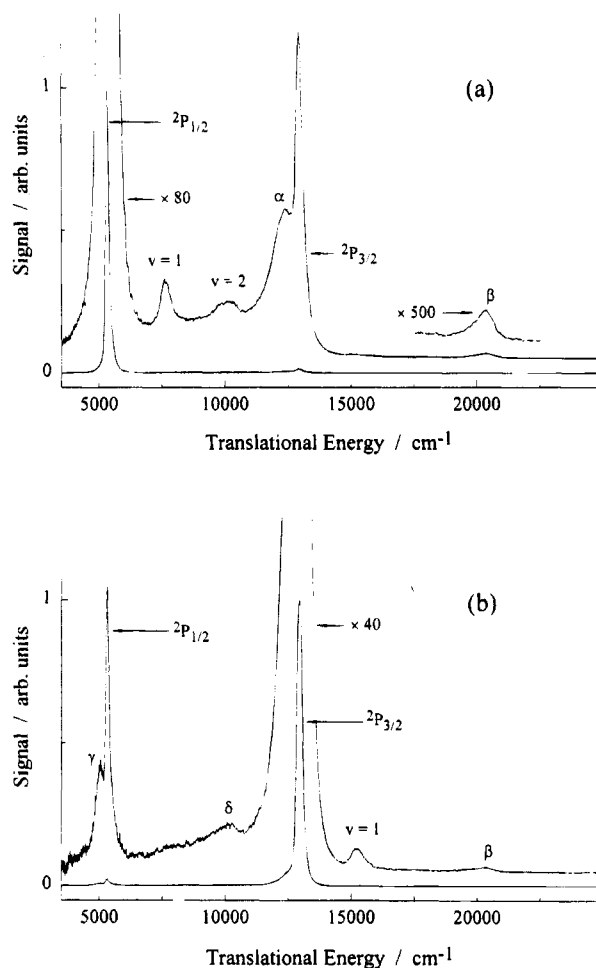 (a)
1
²P₁/₂
× 80
α
v = 1
v = 2
²P₃/₂
× 500
β
Signal / arb. units
0
5000 10000 15000 20000
Translational Energy / cm⁻¹
(b)
1
²P₁/₂
× 40
²P₃/₂
γ
δ
v = 1
β
Signal / arb. units
0
5000 10000 15000 20000
Translational Energy / cm⁻¹